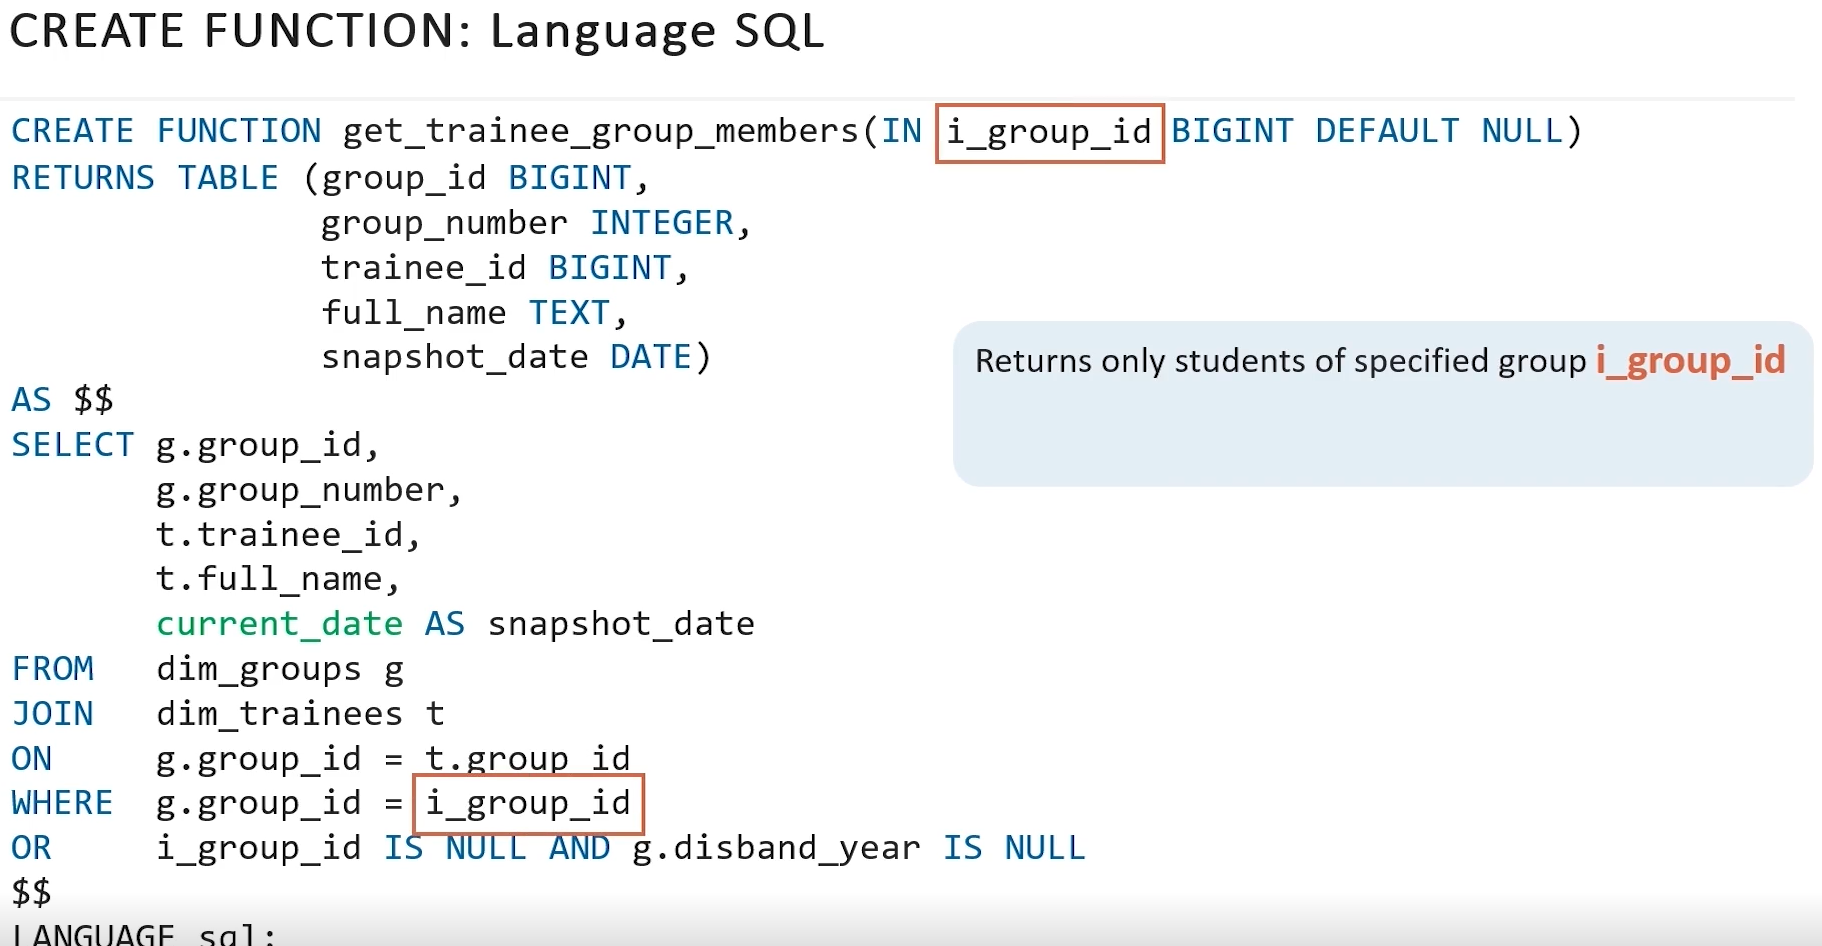 CREATE FUNCTION: Language SQL
CREATE FUNCTION get_trainee_group_members(IN i_group_id BIGINT DEFAULT NULL)
RETURNS TABLE (group_id BIGINT,
group_number INTEGER,
trainee_id BIGINT,
full_name TEXT,
snapshot_date DATE)
AS $$
SELECT g.group_id,
g.group_number,
t.trainee_id,
t.full_name,
current_date AS snapshot_date
FROM dim_groups g
JOIN dim_trainees t
ON g.group_id = t.group_id
WHERE g.group_id = i_group_id
OR i_group_id IS NULL AND g.disband_year IS NULL
$$
LANGUAGE sql;
Returns only students of specified group i_group_id